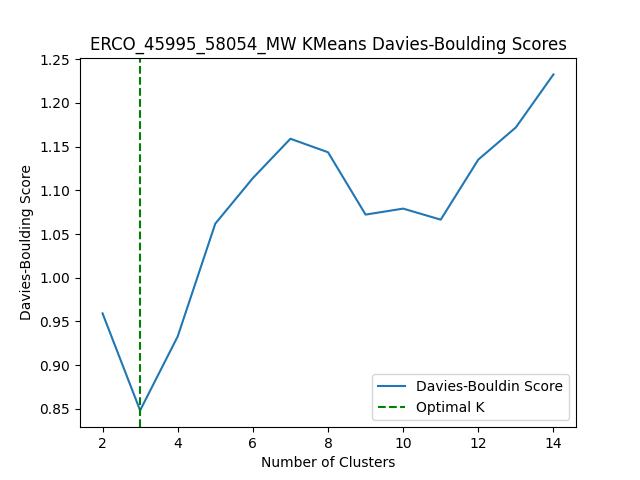 ERCO_45995_58054_MW KMeans Davies-Boulding Scores
Davies-Boulding Score
1.25
1.20
1.15
1.10
1.05
1.00
0.95
0.90
0.85
Davies-Bouldin Score
Optimal K
2 4 6 8 10 12 14
Number of Clusters